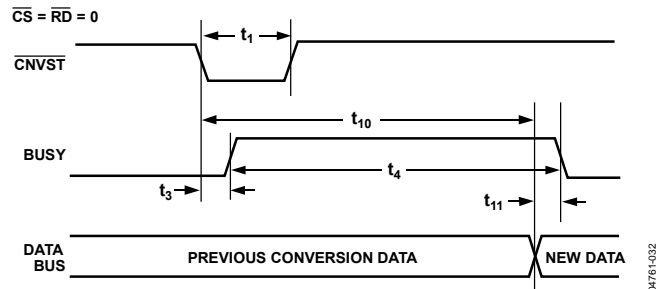 CS = RD = 0
t1
CNVST
t10
BUSY
t4
t3
t11
DATA
BUS
PREVIOUS CONVERSION DATA
NEW DATA
04761-032